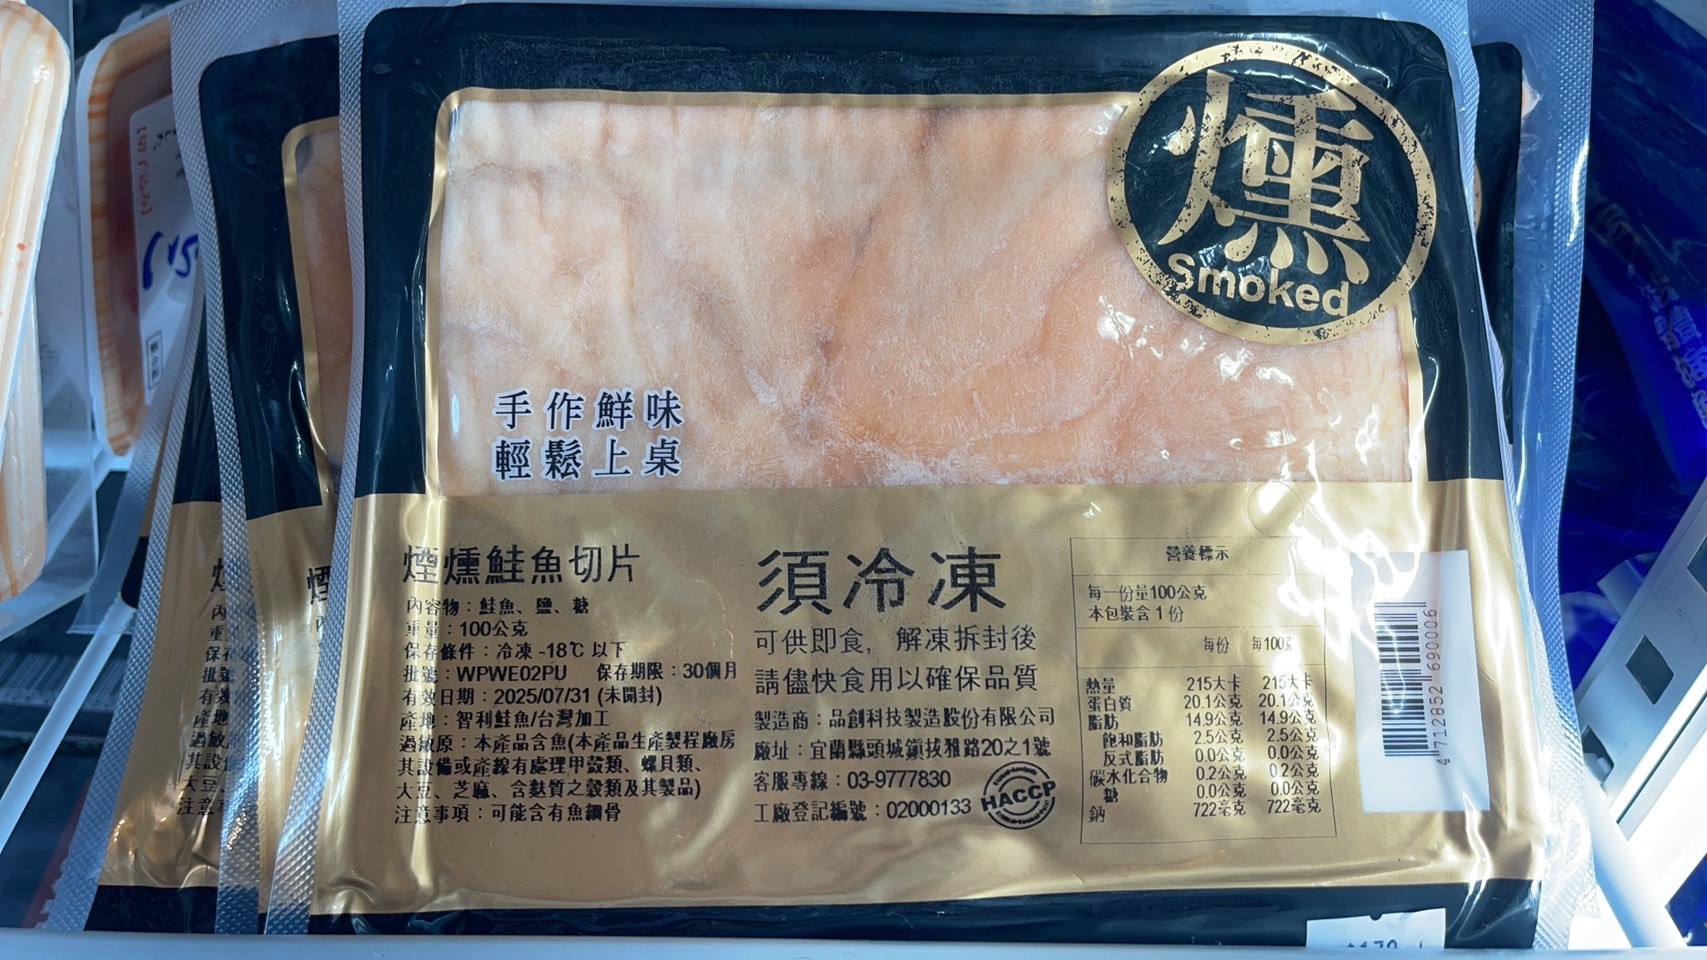 燻
Smoked
手作鮮味
輕鬆上桌
煙燻鮭魚切片
內容物：鮭魚、鹽、糖
重量：100公克
保存條件：冷凍 -18℃ 以下
批號：WPWE02PU 保存期限：30個月
有效日期：2025/07/31 (未開封)
產地：智利鮭魚/台灣加工
過敏原：本產品含魚(本產品生產製程廠房
其設備或產線有處理甲殼類、螺貝類、
大豆、芝麻、含麩質之穀類及其製品)
注意事項：可能含有魚細骨
須冷凍
可供即食，解凍拆封後
請儘快食用以確保品質
製造商：品創科技製造股份有限公司
廠址：宜蘭縣頭城鎮拔雅路20之1號
客服專線：03-9777830
工廠登記編號：02000133
HACCP
營養標示
每一份量100公克
本包裝含 1 份
每份 每100克
熱量 215大卡 215大卡
蛋白質 20.1公克 20.1公克
脂肪 14.9公克 14.9公克
飽和脂肪 2.5公克 2.5公克
反式脂肪 0.0公克 0.0公克
碳水化合物 0.2公克 0.2公克
糖 0.0公克 0.0公克
鈉 722毫克 722毫克
4 712852 690006